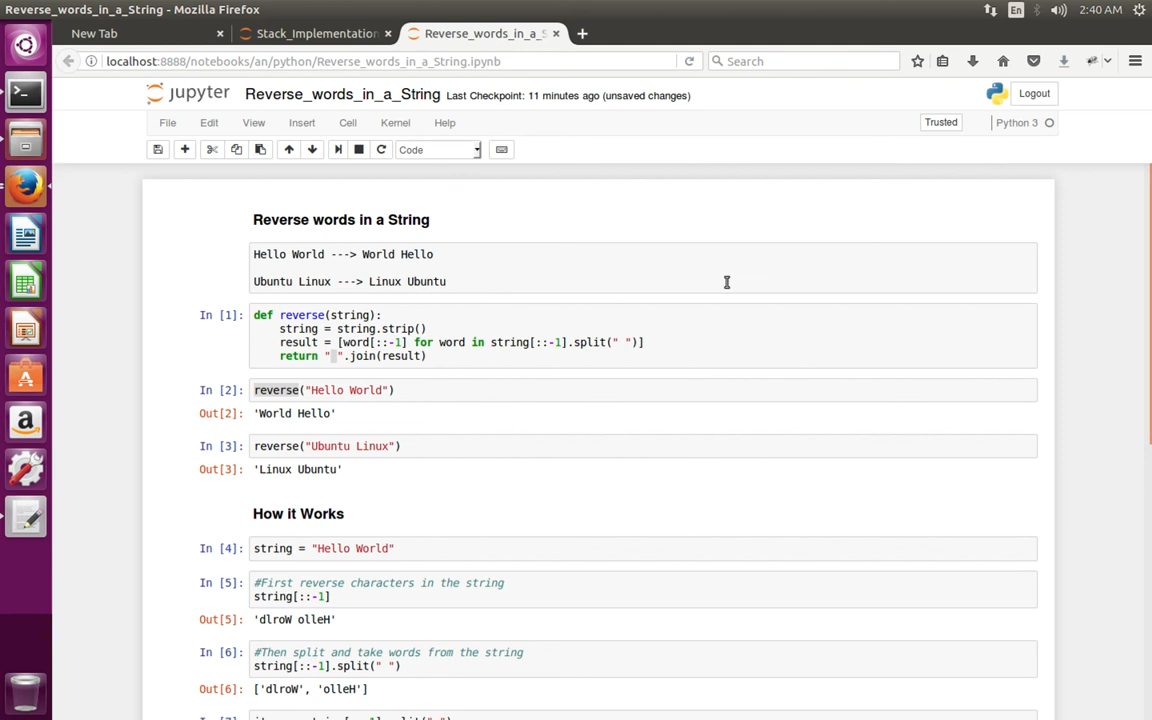 Reverse_words_in_a_String - Mozilla Firefox
En
2:40 AM
New Tab
Stack_Implementation
Reverse_words_in_a_S
localhost:8888/notebooks/an/python/Reverse_words_in_a_String.ipynb
Search
jupyter
Reverse_words_in_a_String
Last Checkpoint: 11 minutes ago (unsaved changes)
Logout
File Edit View Insert Cell Kernel Help
Trusted
Python 3
Code
Reverse words in a String
Hello World ---> World Hello
Ubuntu Linux ---> Linux Ubuntu
In [1]: def reverse(string):
string = string.strip()
result = [word[::-1] for word in string[::-1].split(" ")]
return " ".join(result)
In [2]: reverse("Hello World")
Out[2]: 'World Hello'
In [3]: reverse("Ubuntu Linux")
Out[3]: 'Linux Ubuntu'
How it Works
In [4]: string = "Hello World"
In [5]: #First reverse characters in the string
string[::-1]
Out[5]: 'dlroW olleH'
In [6]: #Then split and take words from the string
string[::-1].split(" ")
Out[6]: ['dlroW', 'olleH']